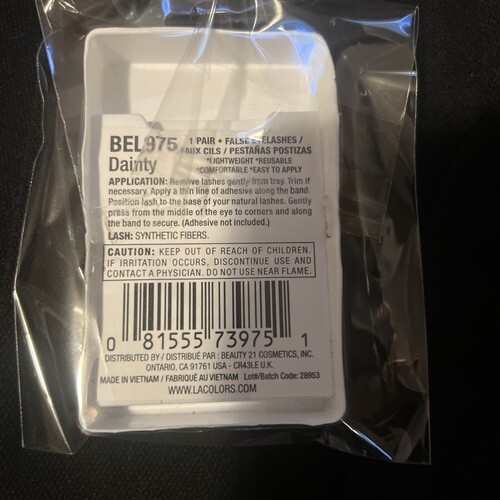 BEL975 1 PAIR • FALSE EYELASHES /
Dainty FAUX CILS / PESTAÑAS POSTIZAS
*LIGHTWEIGHT *REUSABLE
*COMFORTABLE *EASY TO APPLY
APPLICATION: Remove lashes gently from tray. Trim if
necessary. Apply a thin line of adhesive along the band.
Position lash to the base of your natural lashes. Gently
press from the middle of the eye to corners and along
the band to secure. (Adhesive not included.)
LASH: SYNTHETIC FIBERS.
CAUTION: KEEP OUT OF REACH OF CHILDREN.
IF IRRITATION OCCURS, DISCONTINUE USE AND
CONTACT A PHYSICIAN. DO NOT USE NEAR FLAME.
0 81555 73975 1
DISTRIBUTED BY / DISTRIBUÉ PAR : BEAUTY 21 COSMETICS, INC.
ONTARIO, CA 91761 USA - CR43LE U.K.
MADE IN VIETNAM / FABRIQUÉ AU VIETNAM Lot#/Batch Code: 28953
WWW.LACOLORS.COM